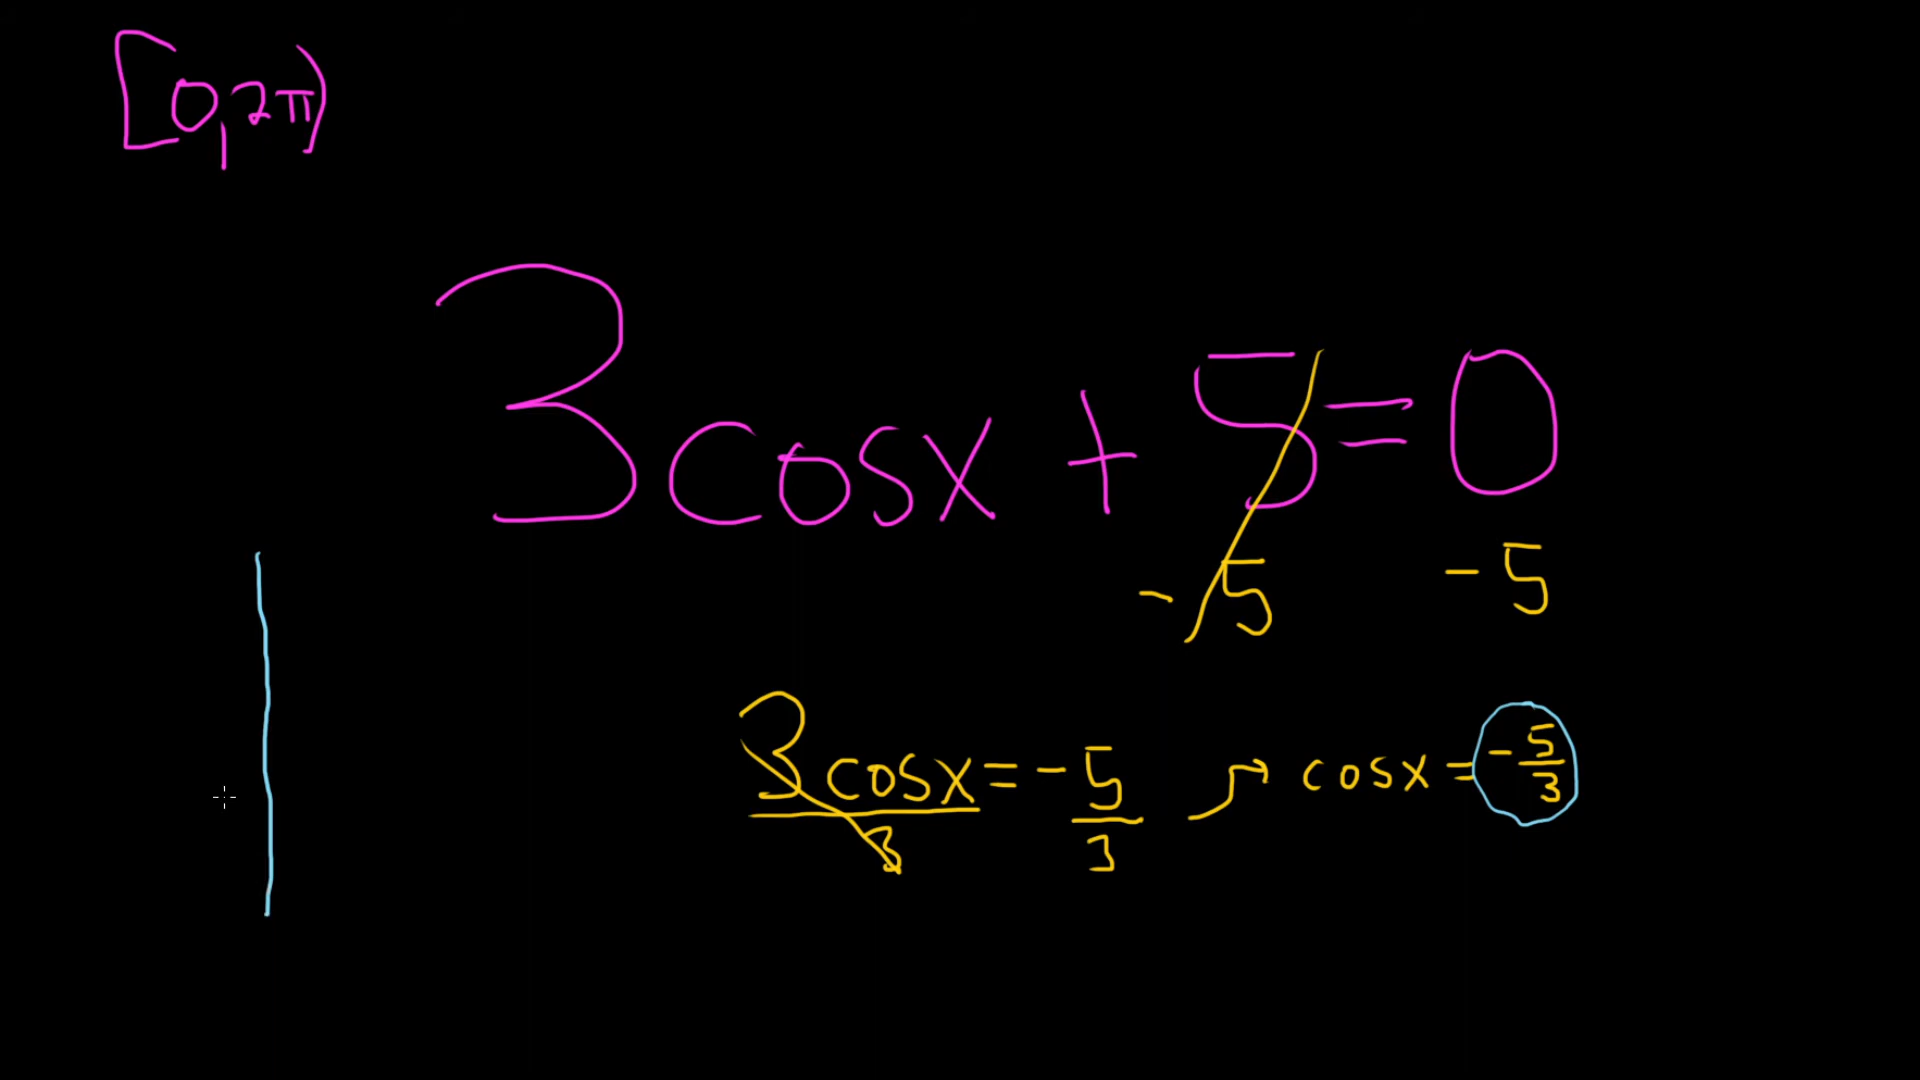 [0,2π)
3cosx + 5 = 0
- 5 - 5
3cosx = - 5 → cosx = - 5/3
3 3